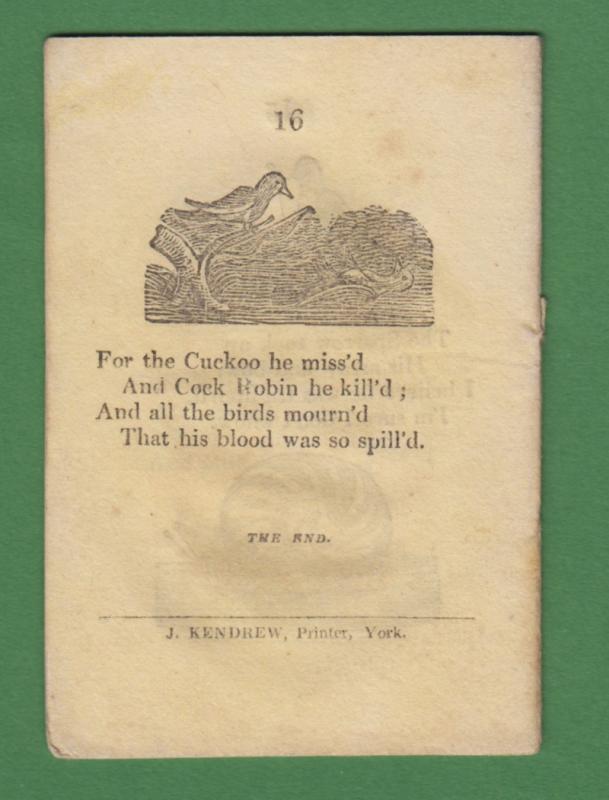 16
For the Cuckoo he miss'd
And Cock Robin he kill'd ;
And all the birds mourn'd
That his blood was so spill'd.
THE END.
J. KENDREW, Printer, York.